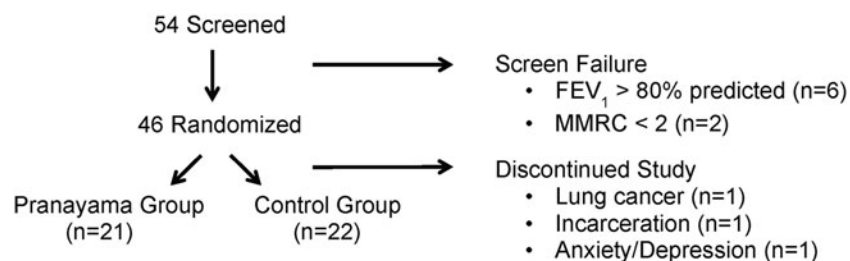 54 Screened
Screen Failure
• FEV₁ > 80% predicted (n=6)
• MMRC < 2 (n=2)
46 Randomized
Discontinued Study
• Lung cancer (n=1)
• Incarceration (n=1)
• Anxiety/Depression (n=1)
Pranayama Group
(n=21)
Control Group
(n=22)